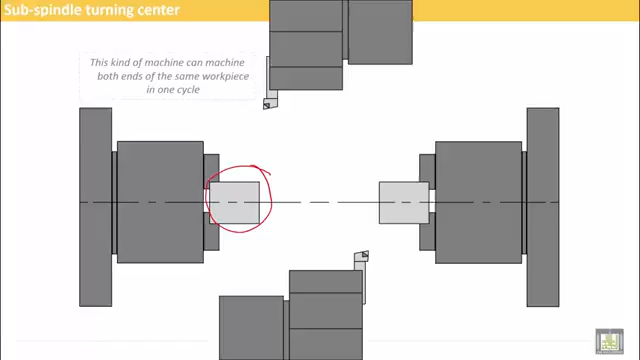 Sub-spindle turning center
This kind of machine can machine
both ends of the same workpiece
in one cycle